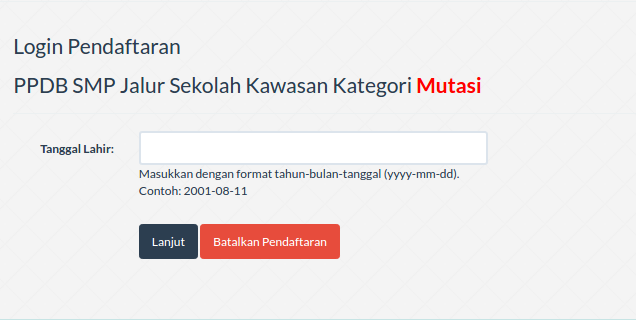 Login Pendaftaran
PPDB SMP Jalur Sekolah Kawasan Kategori Mutasi
Tanggal Lahir:
Masukkan dengan format tahun-bulan-tanggal (yyyy-mm-dd).
Contoh: 2001-08-11
Lanjut Batalkan Pendaftaran